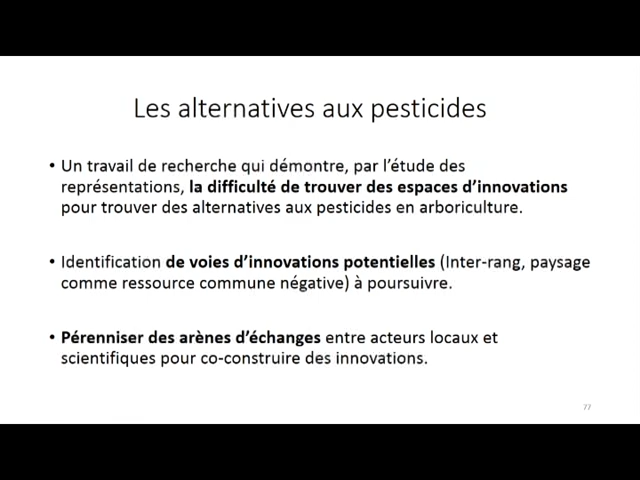 Les alternatives aux pesticides
• Un travail de recherche qui démontre, par l'étude des
représentations, la difficulté de trouver des espaces d'innovations
pour trouver des alternatives aux pesticides en arboriculture.
• Identification de voies d'innovations potentielles (Inter-rang, paysage
comme ressource commune négative) à poursuivre.
• Pérenniser des arènes d'échanges entre acteurs locaux et
scientifiques pour co-construire des innovations.
77